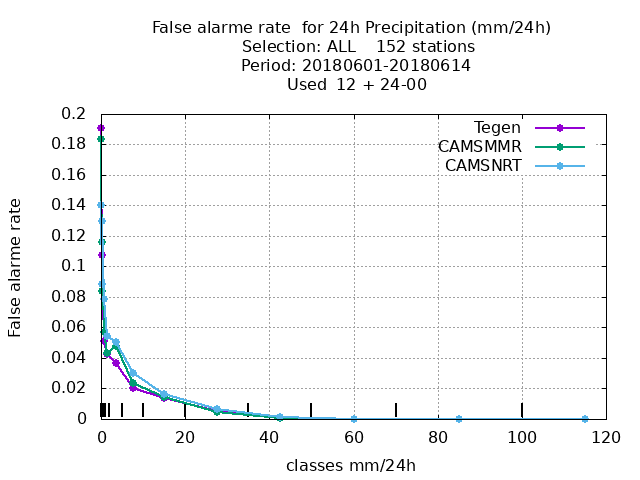 False alarme rate  for 24h Precipitation (mm/24h)
Selection: ALL    152 stations
Period: 20180601-20180614
Used  12 + 24-00
Tegen
CAMSMMR
CAMSNRT
False alarme rate
0.2
0.18
0.16
0.14
0.12
0.1
0.08
0.06
0.04
0.02
0
0 20 40 60 80 100 120
classes mm/24h